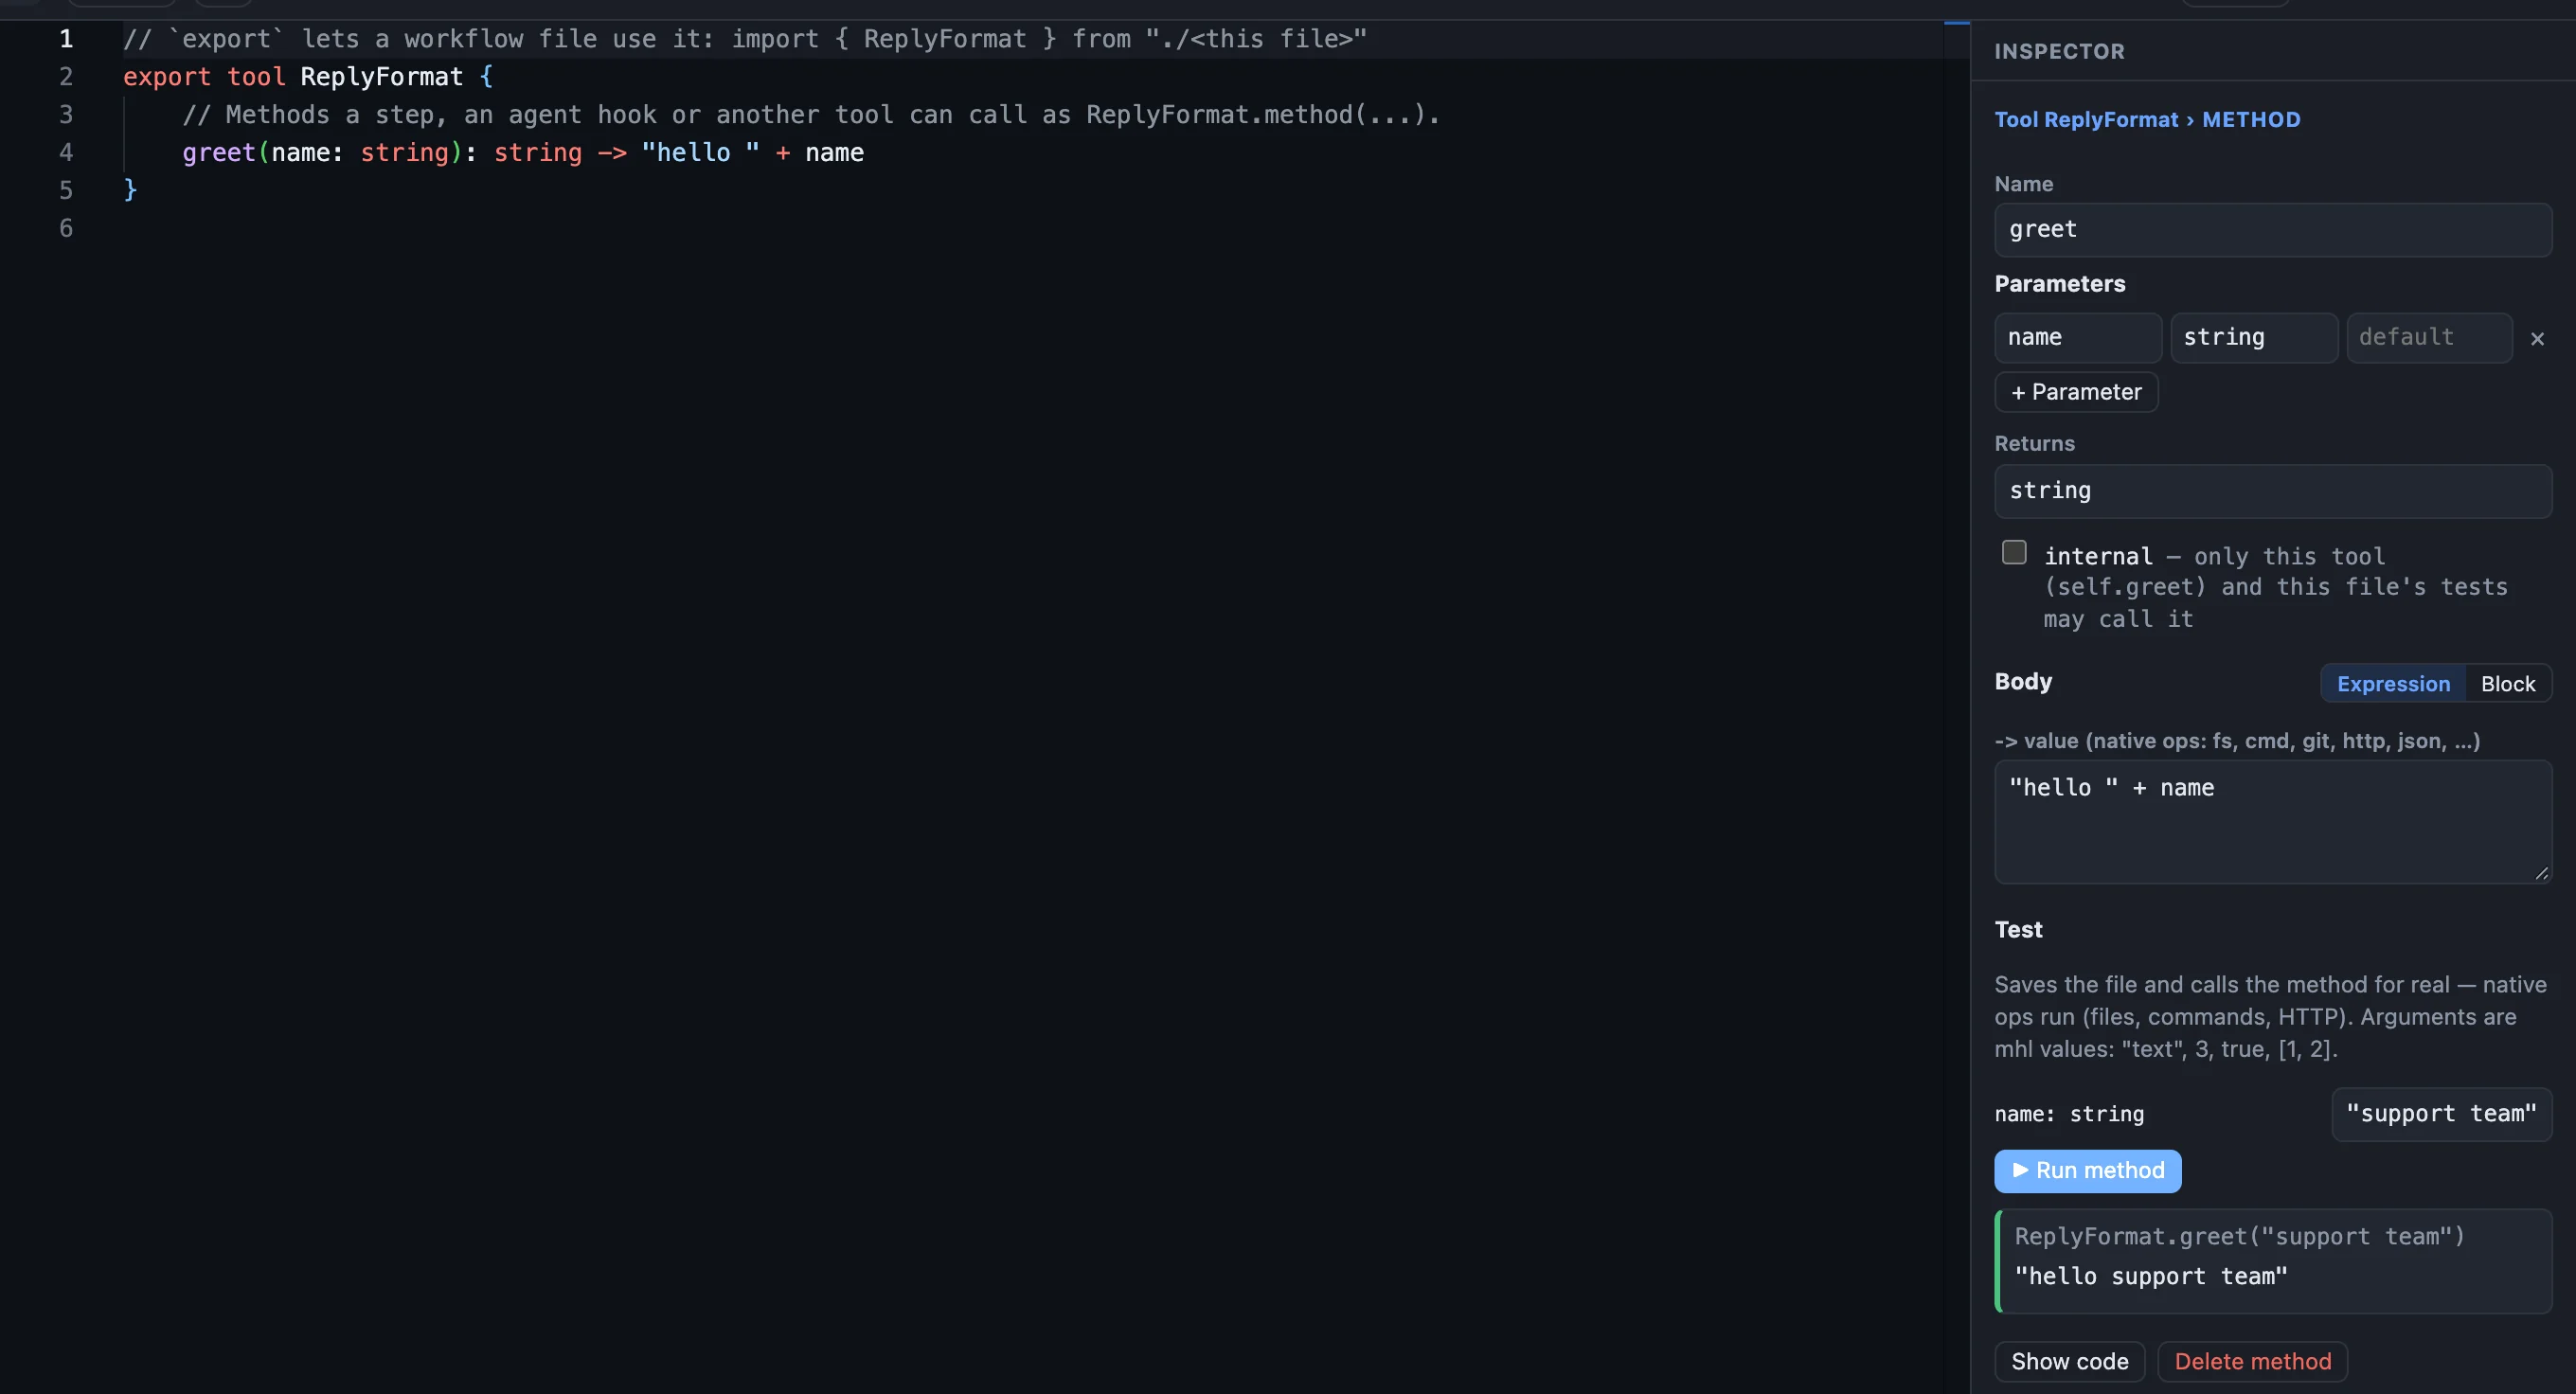 1 // `export` lets a workflow file use it: import { ReplyFormat } from "./<this file>"
2 export tool ReplyFormat {
3 // Methods a step, an agent hook or another tool can call as ReplyFormat.method(...).
4 greet(name: string): string -> "hello " + name
5 }
6
INSPECTOR
Tool ReplyFormat › METHOD
Name
greet
Parameters
name string default ×
+ Parameter
Returns
string
internal — only this tool
(self.greet) and this file's tests
may call it
Body Expression Block
-> value (native ops: fs, cmd, git, http, json, ...)
"hello " + name
Test
Saves the file and calls the method for real — native
ops run (files, commands, HTTP). Arguments are
mhl values: "text", 3, true, [1, 2].
name: string "support team"
▶ Run method
ReplyFormat.greet("support team")
"hello support team"
Show code Delete method